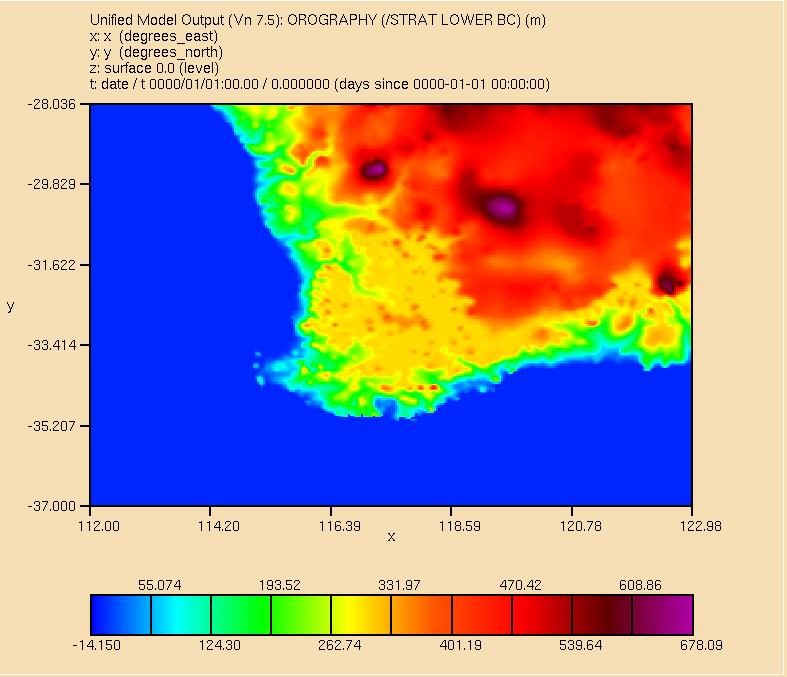 Unified Model Output (Vn 7.5): OROGRAPHY (/STRAT LOWER BC) (m)
x: x (degrees_east)
y: y (degrees_north)
z: surface 0.0 (level)
t: date / t 0000/01/01:00.00 / 0.000000 (days since 0000-01-01 00:00:00)
-28.036
-29.829
-31.622
y
-33.414
-35.207
-37.000
112.00 114.20 116.39 118.59 120.78 122.98
x
55.074 193.52 331.97 470.42 608.86
-14.150 124.30 262.74 401.19 539.64 678.09